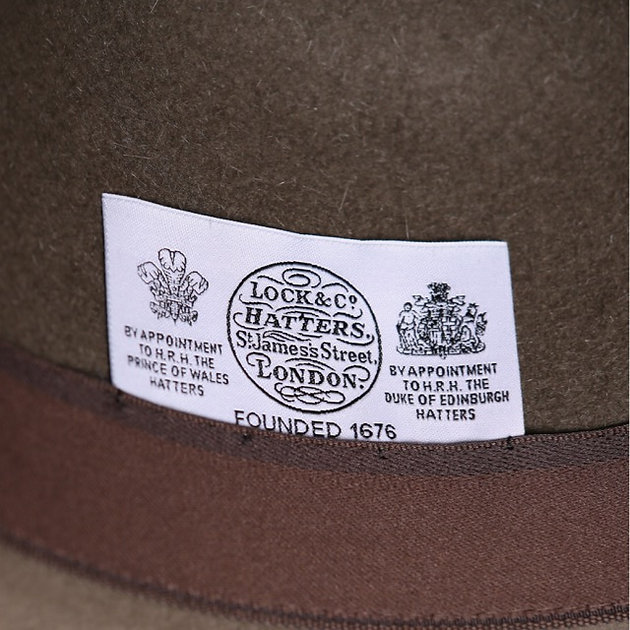 BY APPOINTMENT
TO H.R.H. THE
PRINCE OF WALES
HATTERS
LOCK & Co
HATTERS,
St James's Street,
LONDON.
FOUNDED 1676
BY APPOINTMENT
TO H.R.H. THE
DUKE OF EDINBURGH
HATTERS